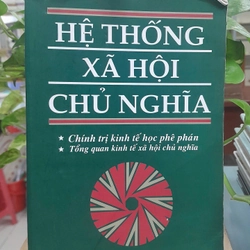 HỆ THỐNG
XÃ HỘI
CHỦ NGHĨA
★ Chính trị kinh tế học phê phán
★ Tổng quan kinh tế xã hội chủ nghĩa